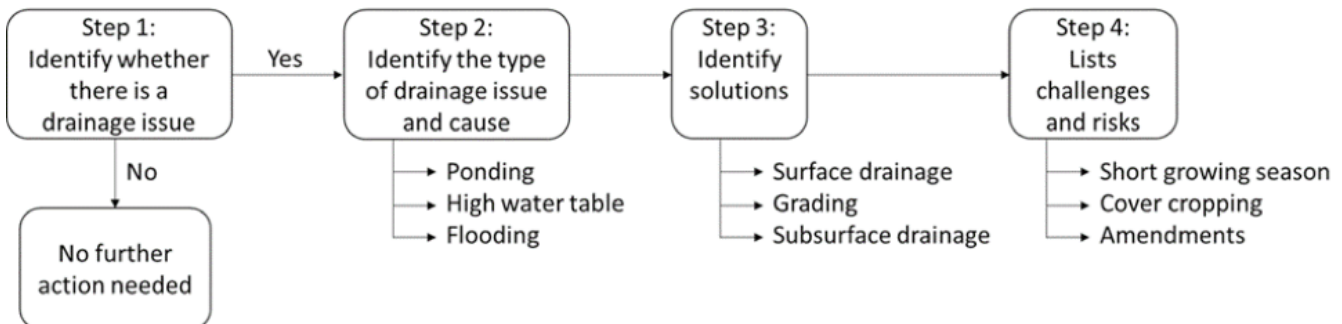 Step 1:
Identify whether
there is a
drainage issue
Yes
No
No further
action needed
Step 2:
Identify the type
of drainage issue
and cause
Ponding
High water table
Flooding
Step 3:
Identify
solutions
Surface drainage
Grading
Subsurface drainage
Step 4:
Lists
challenges
and risks
Short growing season
Cover cropping
Amendments